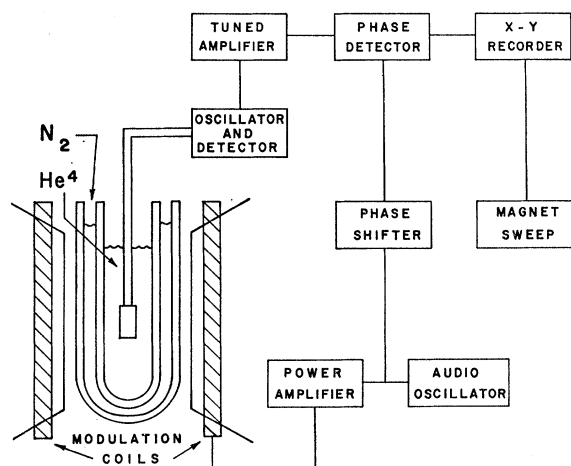 TUNED
AMPLIFIER
PHASE
DETECTOR
X-Y
RECORDER
OSCILLATOR
AND
DETECTOR
N₂
He⁴
PHASE
SHIFTER
MAGNET
SWEEP
POWER
AMPLIFIER
AUDIO
OSCILLATOR
MODULATION
COILS